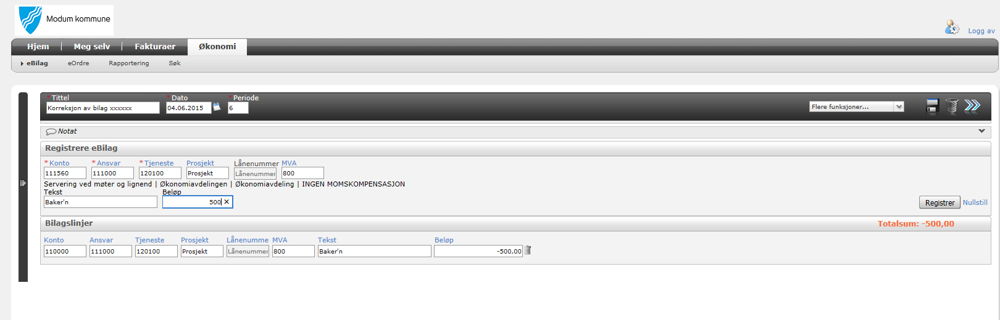 Modum kommune
Logg av
Hjem Meg selv Fakturaer Økonomi
eBilag eOrdre Rapportering Søk
*Tittel *Dato *Periode
Korreksjon av bilag xxxxxx 04.06.2015 6 Flere funksjoner...
Notat
Registrere eBilag
*Konto *Ansvar *Tjeneste Prosjekt Lånenummer MVA
111560 111000 120100 Prosjekt Lånenummer 800
Servering ved møter og lignend | Økonomiavdelingen | Økonomiavdeling | INGEN MOMSKOMPENSASJON
Tekst Beløp
Baker'n 500 Registrer Nullstill
Bilagslinjer Totalsum: -500,00
Konto Ansvar Tjeneste Prosjekt Lånenumme MVA Tekst Beløp
110000 111000 120100 Prosjekt Lånenummer 800 Baker'n -500,00